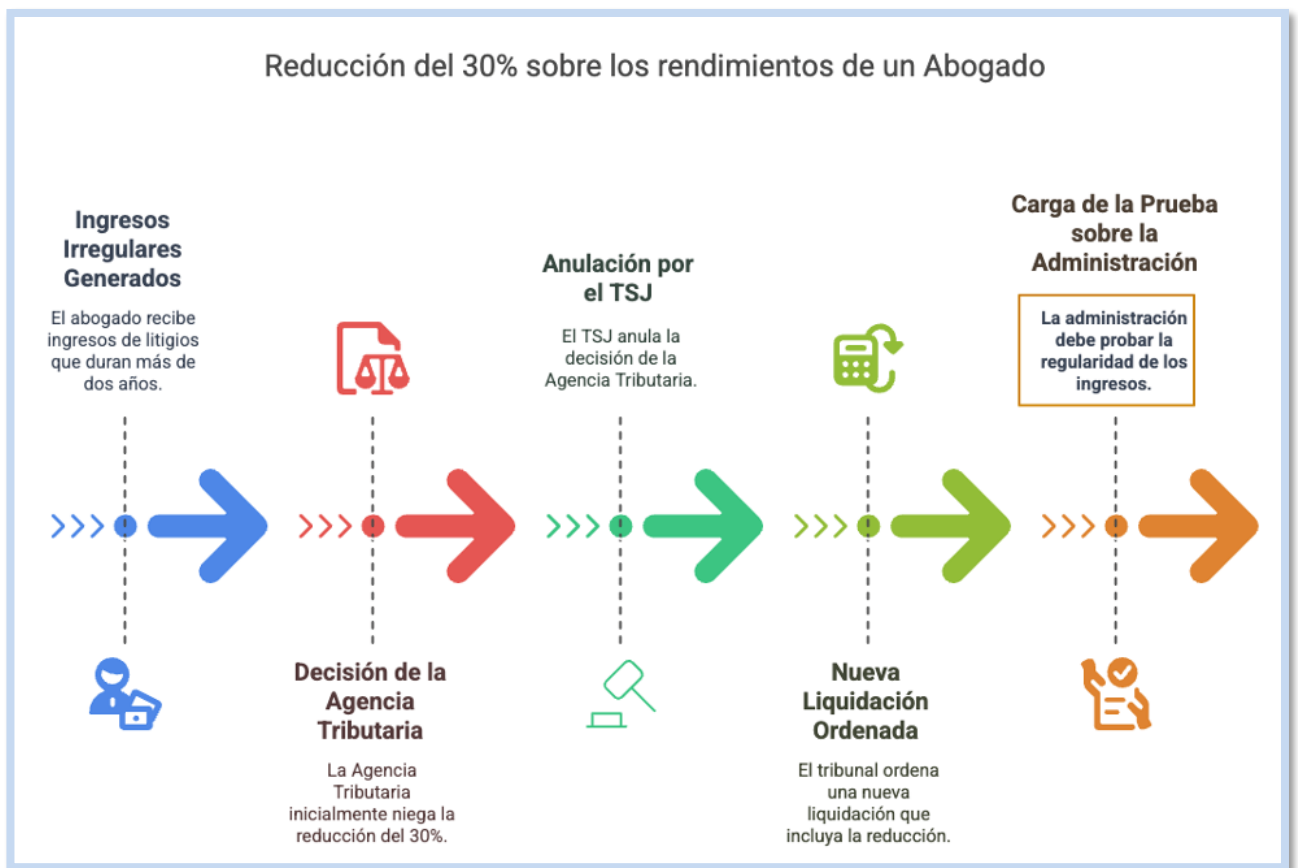 Reducción del 30% sobre los rendimientos de un Abogado
Ingresos
Irregulares
Generados
El abogado recibe
ingresos de litigios
que duran más de
dos años.
Decisión de la
Agencia
Tributaria
La Agencia
Tributaria
inicialmente niega la
reducción del 30%.
Anulación por
el TSJ
El TSJ anula la
decisión de la
Agencia Tributaria.
Nueva
Liquidación
Ordenada
El tribunal ordena
una nueva
liquidación que
incluya la reducción.
Carga de la Prueba
sobre la
Administración
La administración
debe probar la
regularidad de los
ingresos.